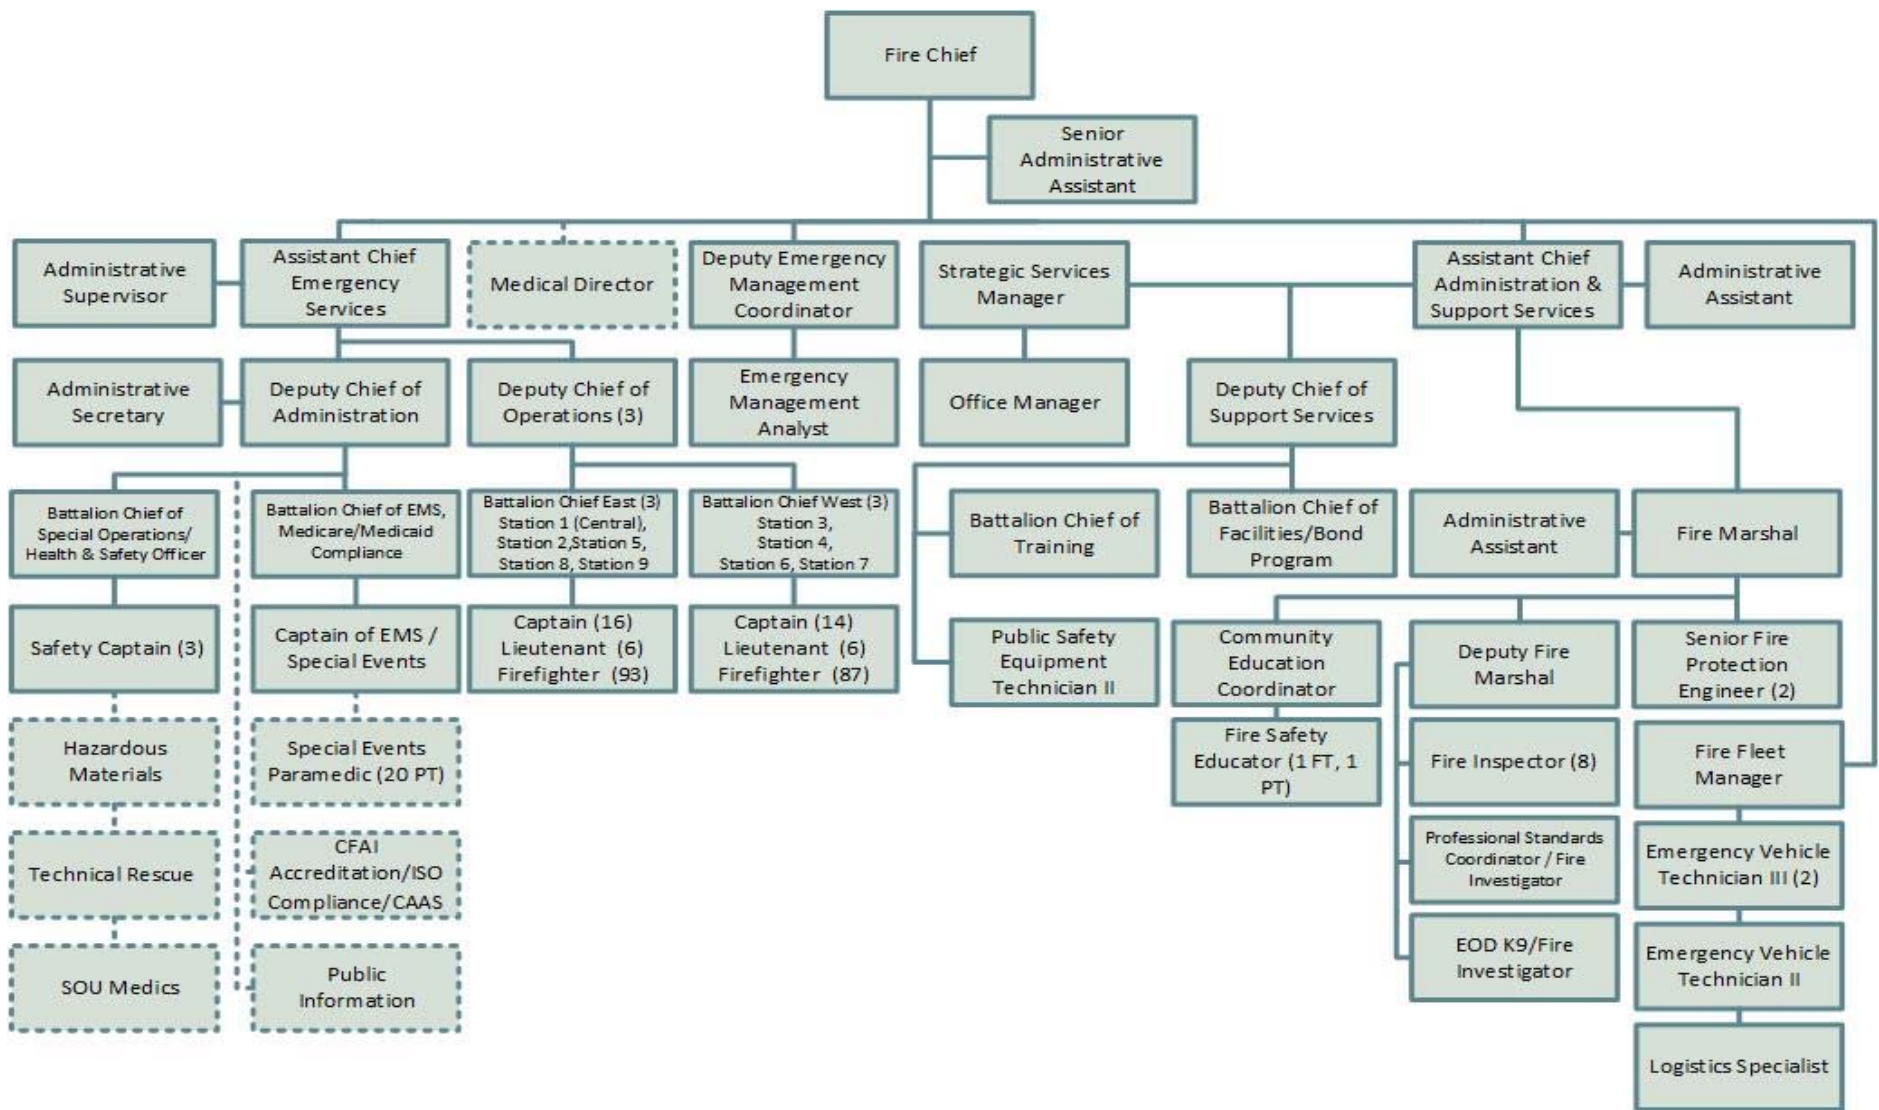 Fire Chief
Senior
Administrative
Assistant
Administrative
Supervisor
Assistant Chief
Emergency
Services
Medical Director
Deputy Emergency
Management
Coordinator
Strategic Services
Manager
Assistant Chief
Administration &
Support Services
Administrative
Assistant
Administrative
Secretary
Deputy Chief of
Administration
Deputy Chief of
Operations (3)
Emergency
Management
Analyst
Office Manager
Deputy Chief of
Support Services
Battalion Chief of
Special Operations/
Health & Safety Officer
Battalion Chief of EMS,
Medicare/Medicaid
Compliance
Battalion Chief East (3)
Station 1 (Central),
Station 2,Station 5,
Station 8, Station 9
Battalion Chief West (3)
Station 3,
Station 4,
Station 6, Station 7
Battalion Chief of
Training
Battalion Chief of
Facilities/Bond
Program
Administrative
Assistant
Fire Marshal
Safety Captain (3)
Captain of EMS /
Special Events
Captain (16)
Lieutenant (6)
Firefighter (93)
Captain (14)
Lieutenant (6)
Firefighter (87)
Public Safety
Equipment
Technician II
Community
Education
Coordinator
Deputy Fire
Marshal
Senior Fire
Protection
Engineer (2)
Hazardous
Materials
Special Events
Paramedic (20 PT)
Fire Safety
Educator (1 FT, 1
PT)
Fire Inspector (8)
Fire Fleet
Manager
Technical Rescue
CFAI
Accreditation/ISO
Compliance/CAAS
Professional Standards
Coordinator / Fire
Investigator
Emergency Vehicle
Technician III (2)
SOU Medics
Public
Information
EOD K9/Fire
Investigator
Emergency Vehicle
Technician II
Logistics Specialist